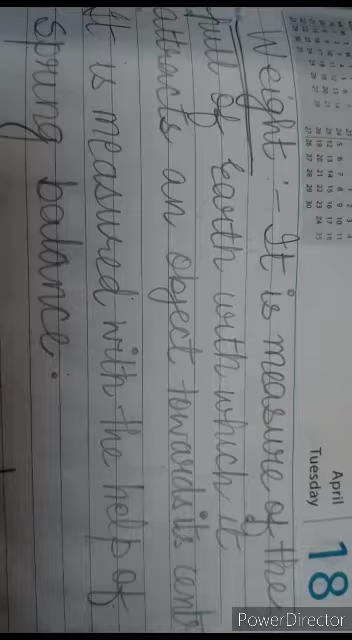 April
Tuesday
18
Weight :- It is measure of the
pull of Earth with which it
attracts an object towards its cent
It is measured with the help of
Spring balance.
PowerDirector